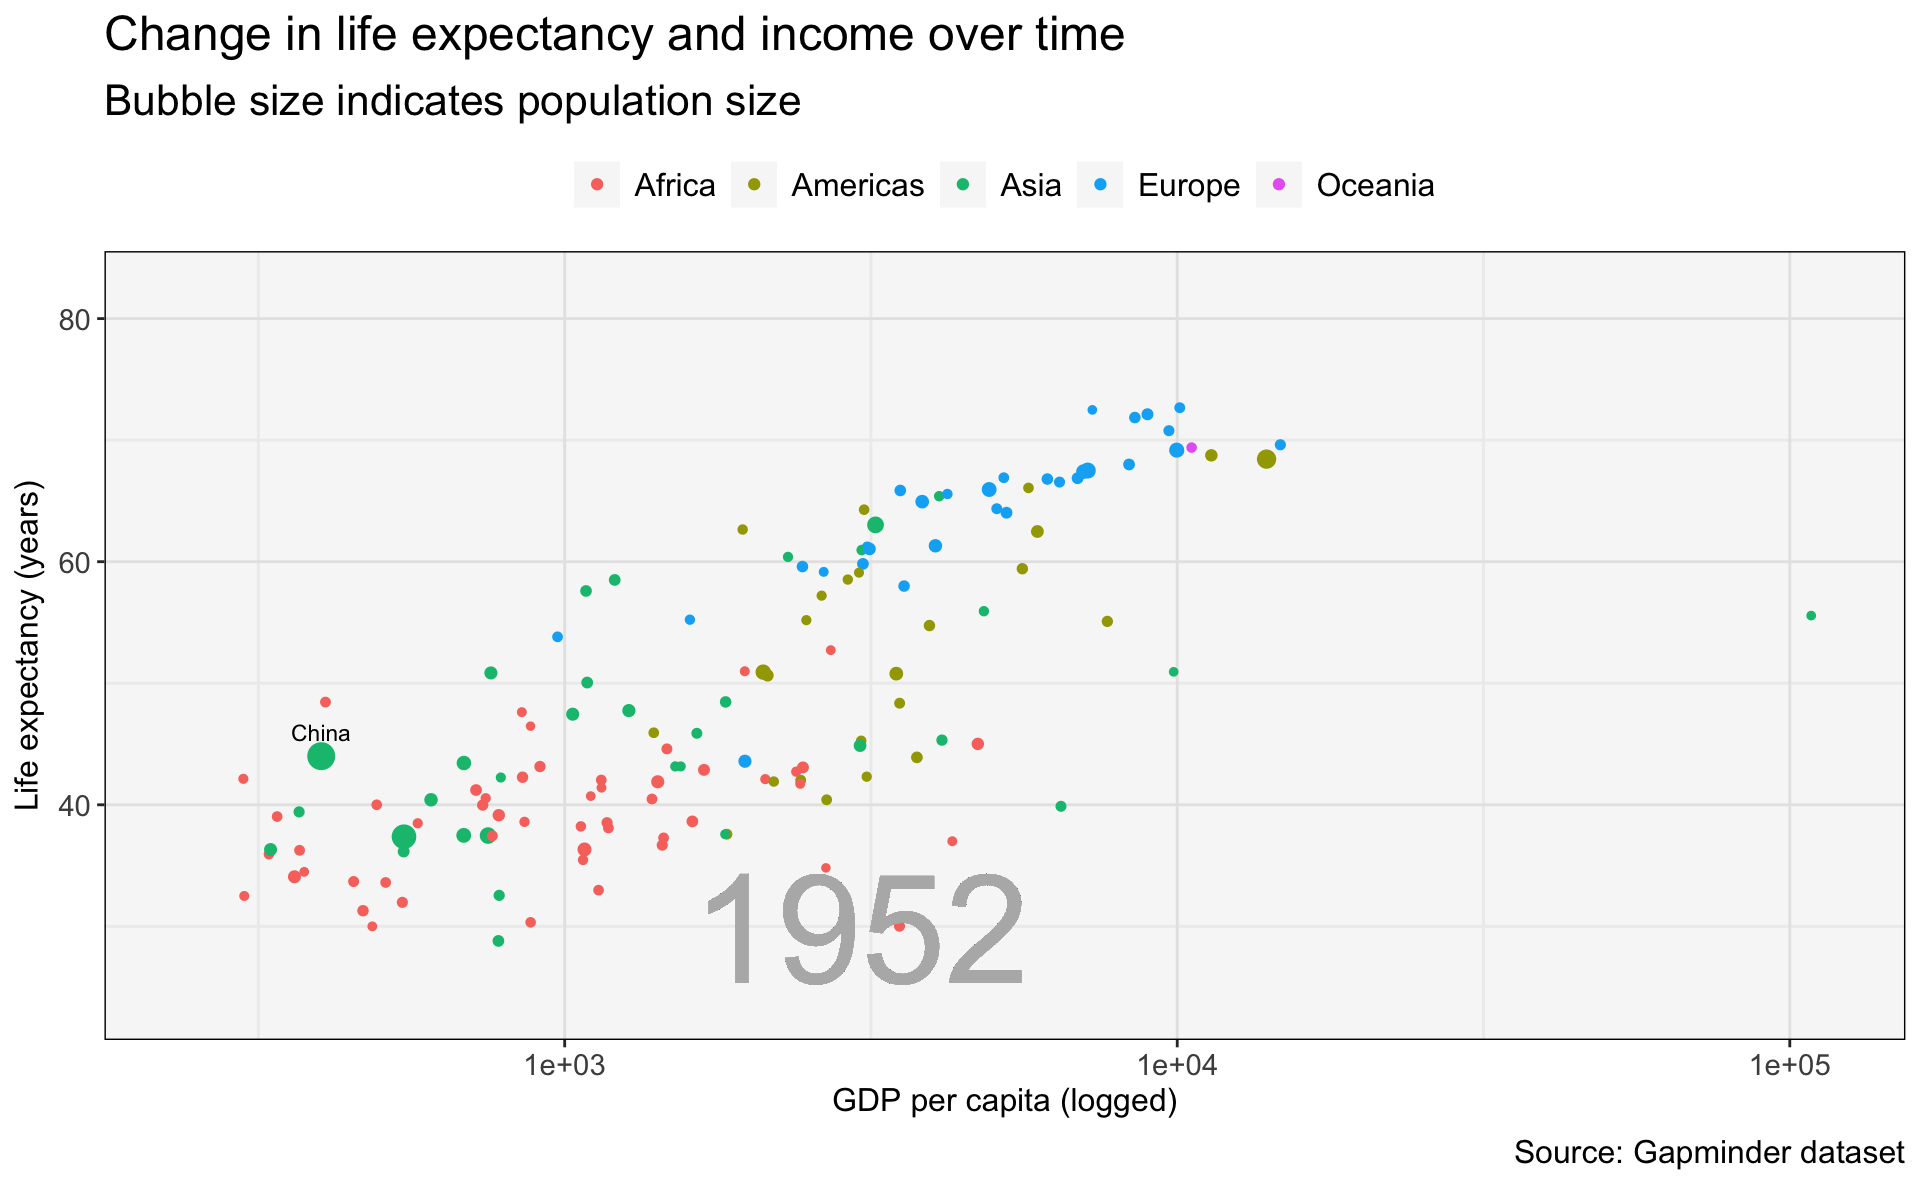 Change in life expectancy and income over time
Bubble size indicates population size
Africa Americas Asia Europe Oceania
80
60
40
Life expectancy (years)
China
1952
1e+03 1e+04 1e+05
GDP per capita (logged)
Source: Gapminder dataset